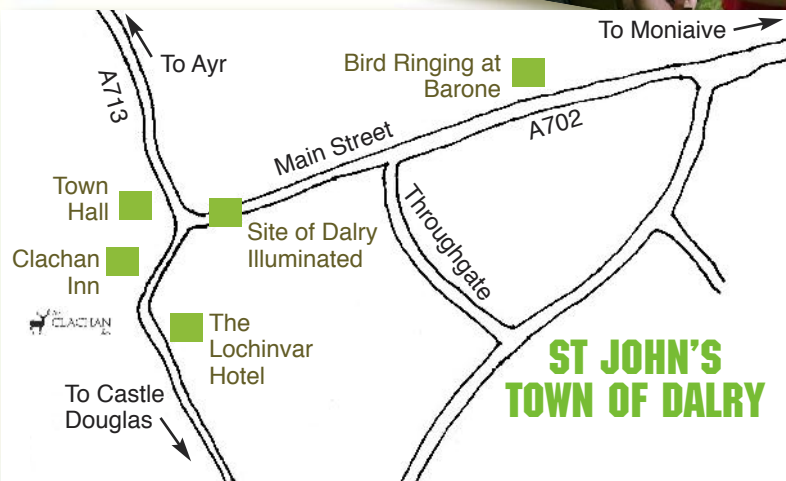 To Moniaive
To Ayr
Bird Ringing at
Barone
A713
Main Street
A702
Town
Hall
Site of Dalry
Illuminated
Throughgate
Clachan
Inn
CLACHAN
The
Lochinvar
Hotel
ST JOHN'S
TOWN OF DALRY
To Castle
Douglas